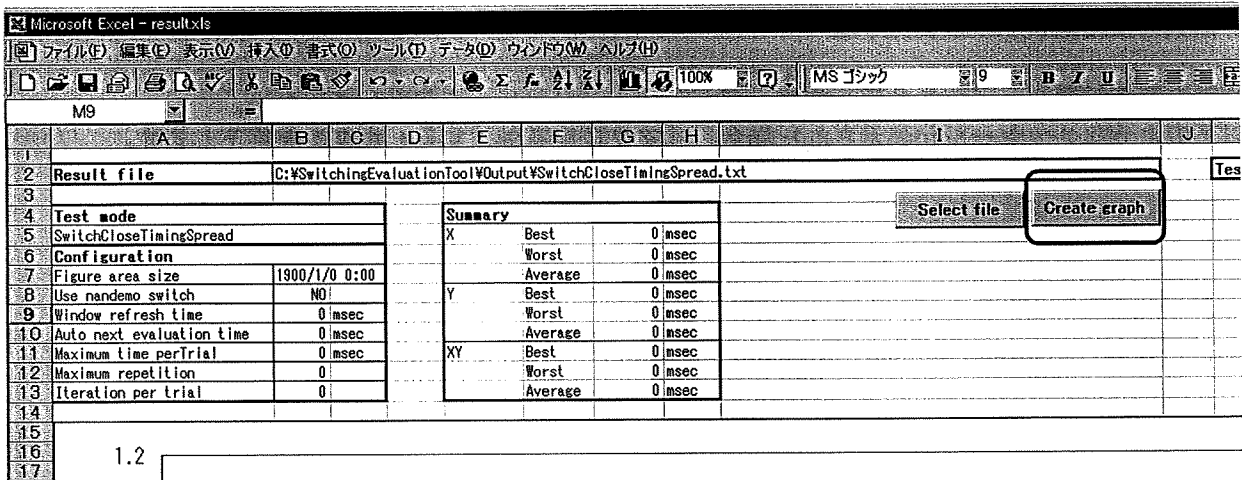 Microsoft Excel - result.xls
ファイル(F) 編集(E) 表示(V) 挿入(I) 書式(O) ツール(T) データ(D) ウィンドウ(W) ヘルプ(H)
100% MS ゴシック 9 B I U
M9 =
A B C D E F G H I J
1
2 Result file C:¥SwitchingEvaluationTool¥Output¥SwitchCloseTimingSpread.txt Tes
3
Select file Create graph
4 Test mode Summary
5 SwitchCloseTimingSpread X Best 0 msec
6 Configuration Worst 0 msec
7 Figure area size 1900/1/0 0:00 Average 0 msec
8 Use nandemo switch NO Y Best 0 msec
9 Window refresh time 0 msec Worst 0 msec
10 Auto next evaluation time 0 msec Average 0 msec
11 Maximum time perTrial 0 msec XY Best 0 msec
12 Maximum repetition 0 Worst 0 msec
13 Iteration per trial 0 Average 0 msec
14
15
16 1.2
17